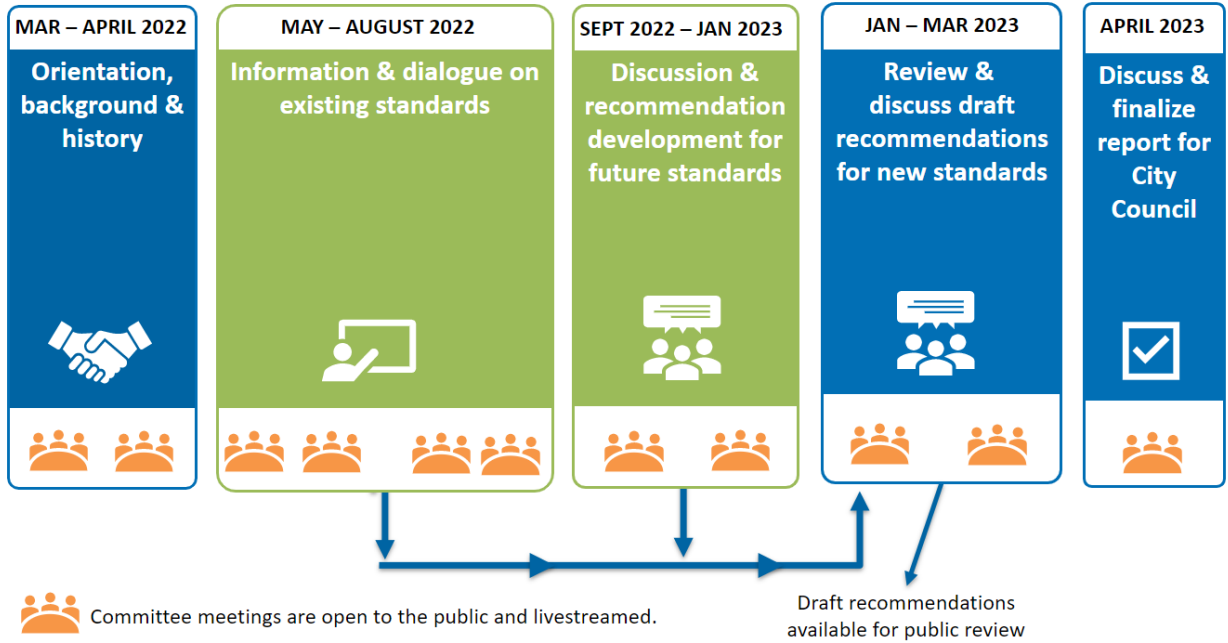 MAR – APRIL 2022
Orientation,
background &
history
MAY – AUGUST 2022
Information & dialogue on
existing standards
SEPT 2022 – JAN 2023
Discussion &
recommendation
development for
future standards
JAN – MAR 2023
Review &
discuss draft
recommendations
for new standards
APRIL 2023
Discuss &
finalize
report for
City
Council
Committee meetings are open to the public and livestreamed.
Draft recommendations
available for public review